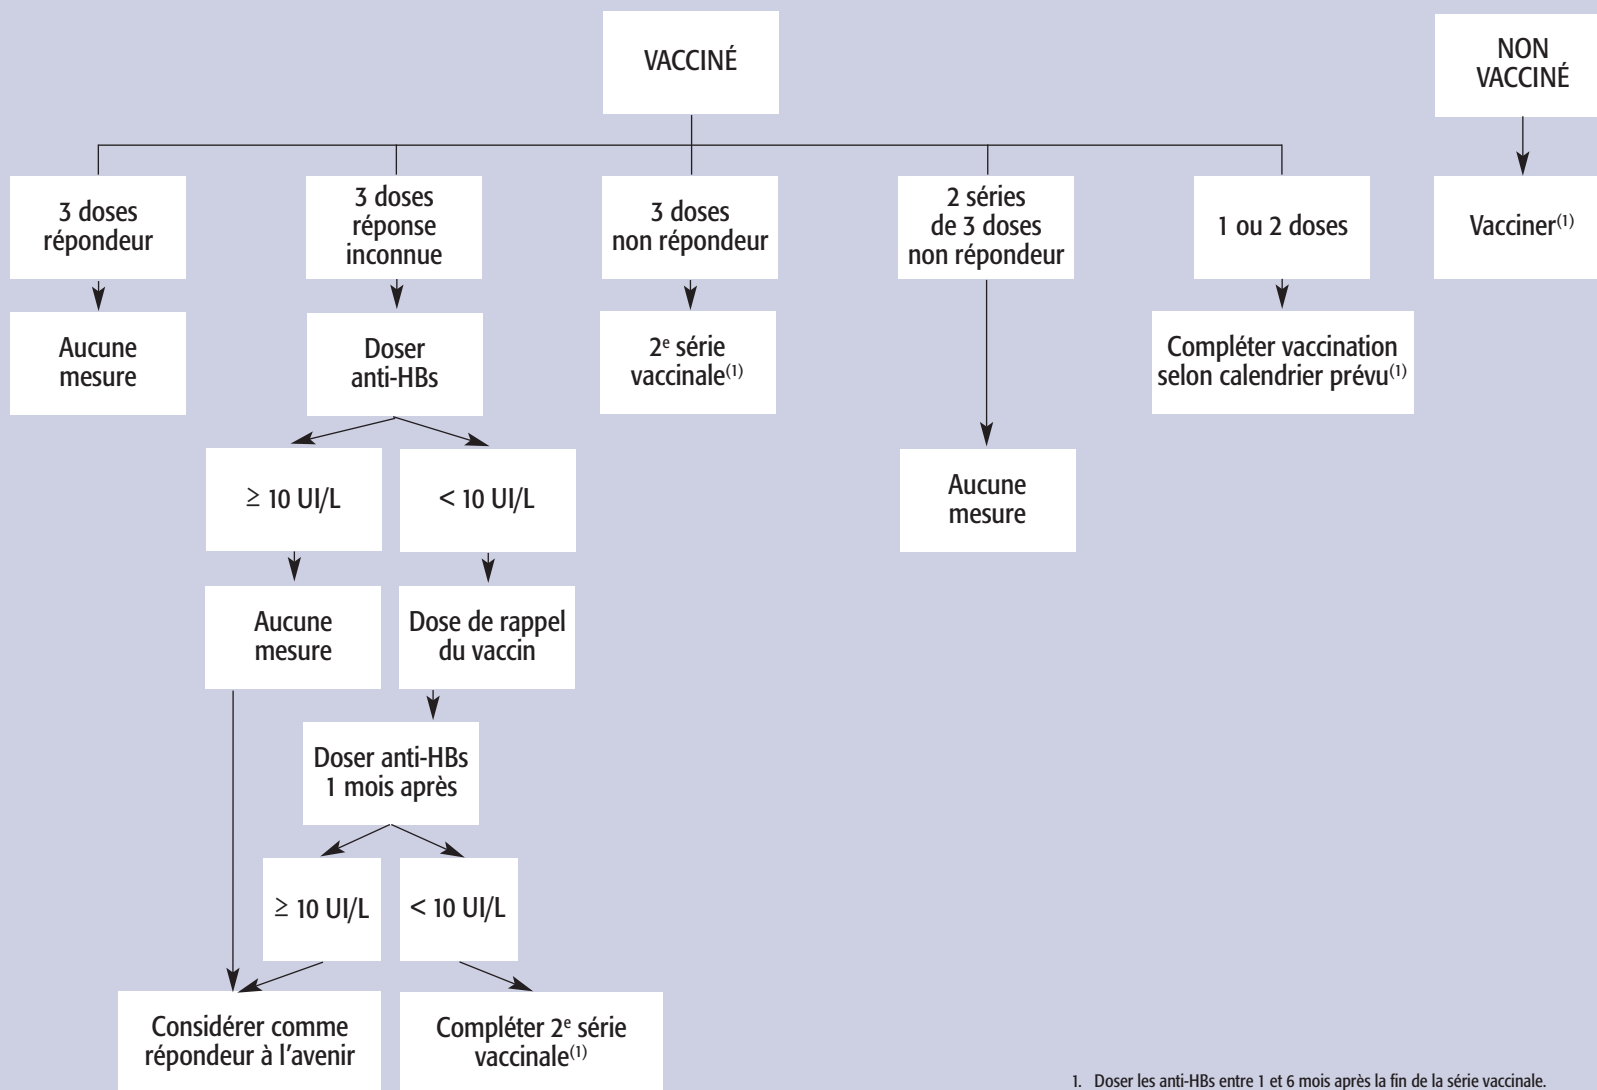 VACCINÉ
NON
VACCINÉ
3 doses
répondeur
3 doses
réponse
inconnue
3 doses
non répondeur
2 séries
de 3 doses
non répondeur
1 ou 2 doses
Vacciner(1)
Aucune
mesure
Doser
anti-HBs
2e série
vaccinale(1)
Compléter vaccination
selon calendrier prévu(1)
≥ 10 UI/L
< 10 UI/L
Aucune
mesure
Aucune
mesure
Dose de rappel
du vaccin
Doser anti-HBs
1 mois après
≥ 10 UI/L
< 10 UI/L
Considérer comme
répondeur à l'avenir
Compléter 2e série
vaccinale(1)
1. Doser les anti-HBs entre 1 et 6 mois après la fin de la série vaccinale.